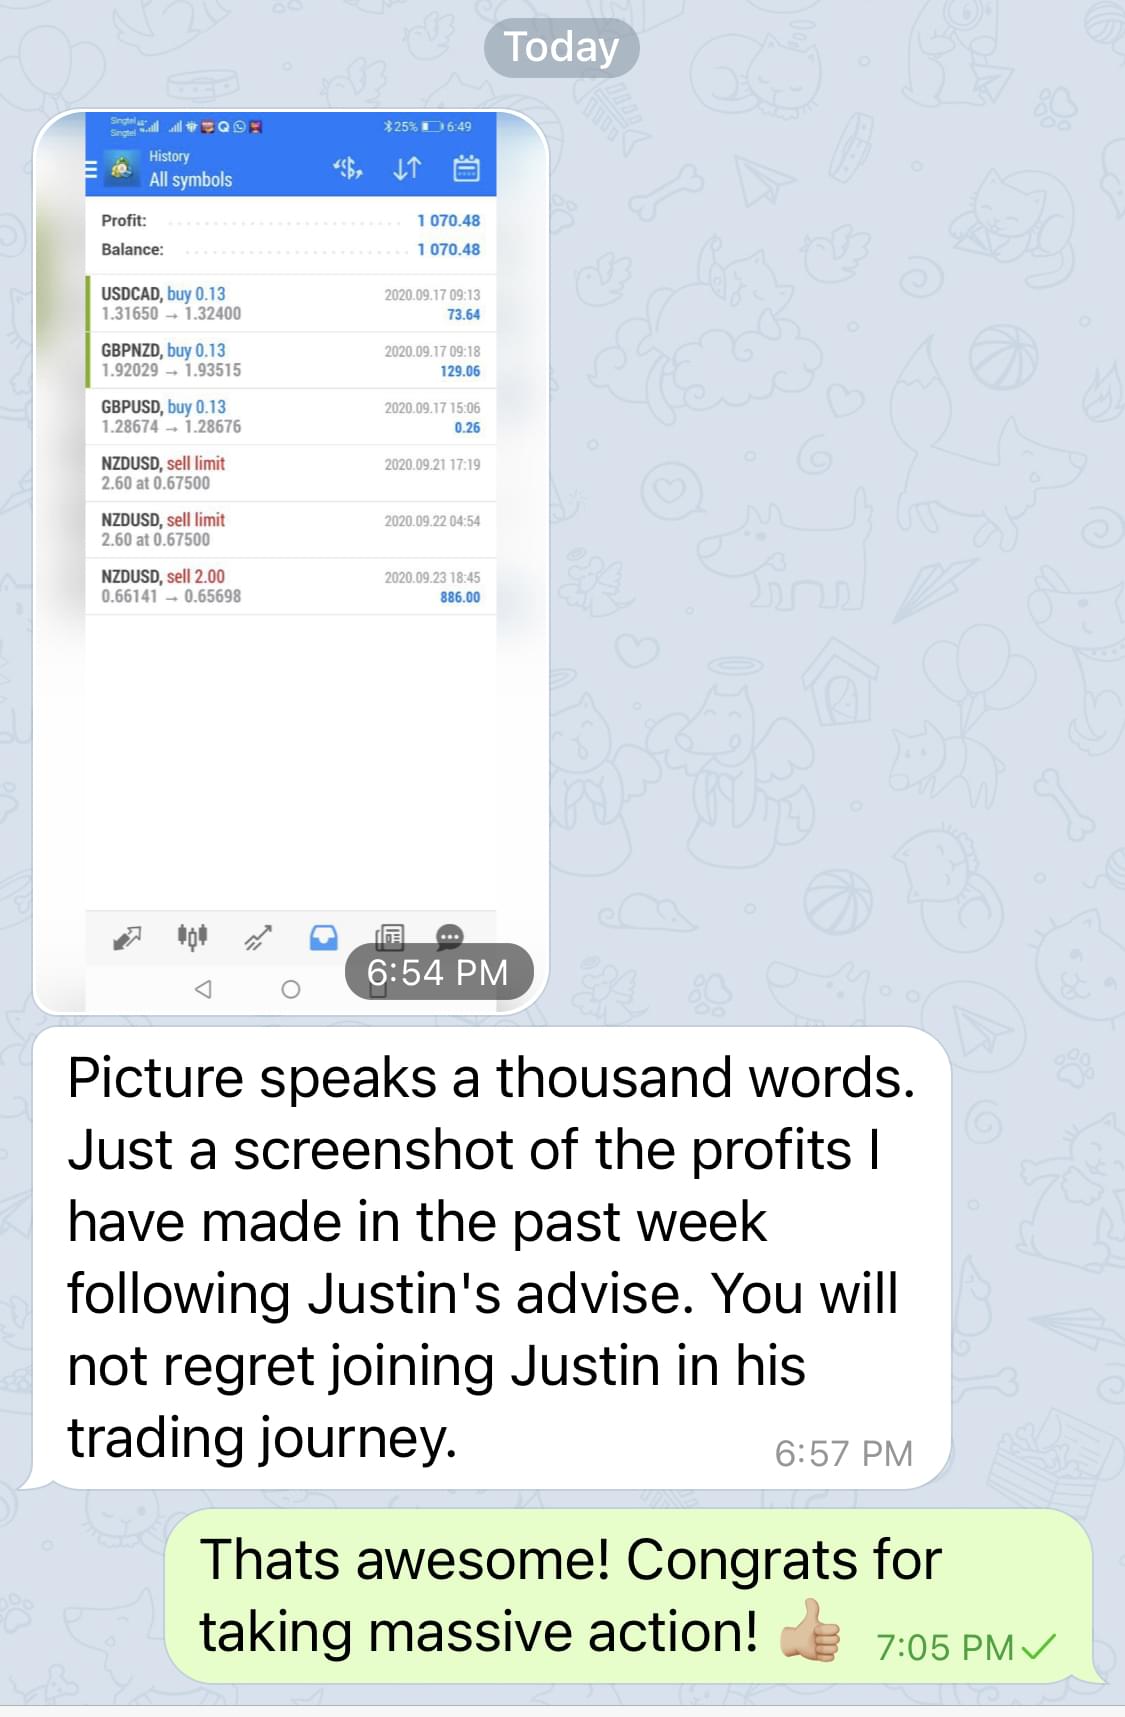 Today
Singtel 4G+
Singtel
25% 6:49
History
All symbols
Profit: 1 070.48
Balance: 1 070.48
USDCAD, buy 0.13 2020.09.17 09:13
1.31650 → 1.32400 73.64
GBPNZD, buy 0.13 2020.09.17 09:18
1.92029 → 1.93515 129.06
GBPUSD, buy 0.13 2020.09.17 15:06
1.28674 → 1.28676 0.26
NZDUSD, sell limit 2020.09.21 17:19
2.60 at 0.67500
NZDUSD, sell limit 2020.09.22 04:54
2.60 at 0.67500
NZDUSD, sell 2.00 2020.09.23 18:45
0.66141 → 0.65698 886.00
6:54 PM
Picture speaks a thousand words.
Just a screenshot of the profits I
have made in the past week
following Justin's advise. You will
not regret joining Justin in his
trading journey.
6:57 PM
Thats awesome! Congrats for
taking massive action! 👍🏼 7:05 PM